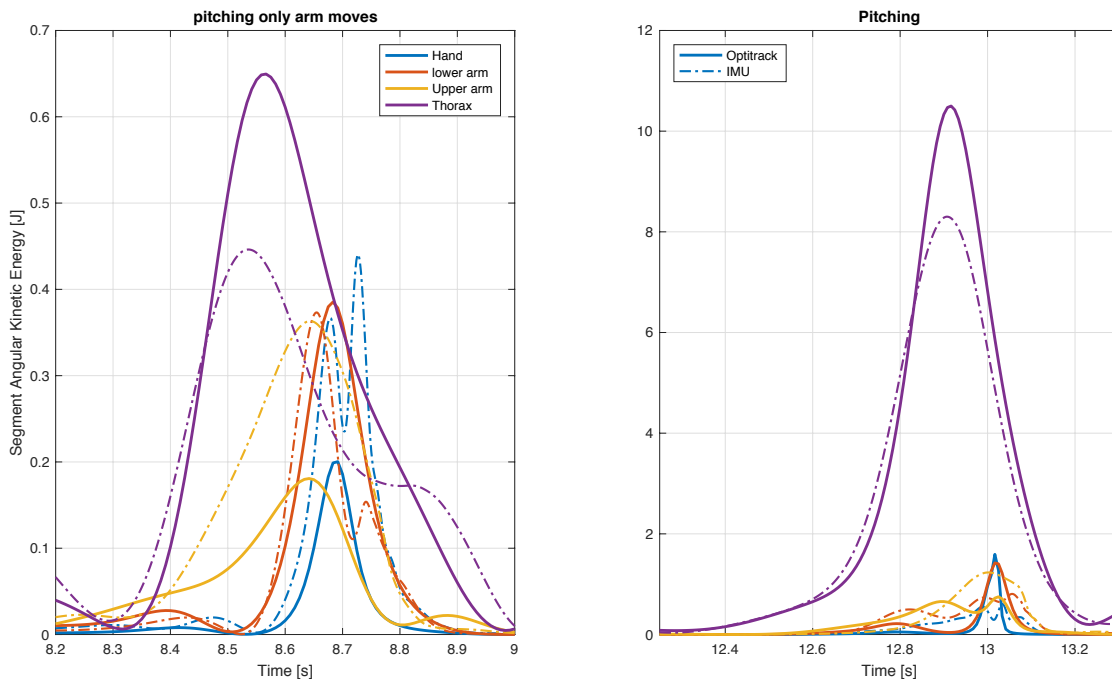 pitching only arm moves
0.7
0.6
0.5
0.4
0.3
0.2
0.1
0
Segment Angular Kinetic Energy [J]
8.2 8.3 8.4 8.5 8.6 8.7 8.8 8.9 9
Time [s]
Hand
lower arm
Upper arm
Thorax
Pitching
12
10
8
6
4
2
0
12.4 12.6 12.8 13 13.2
Time [s]
Optitrack
IMU